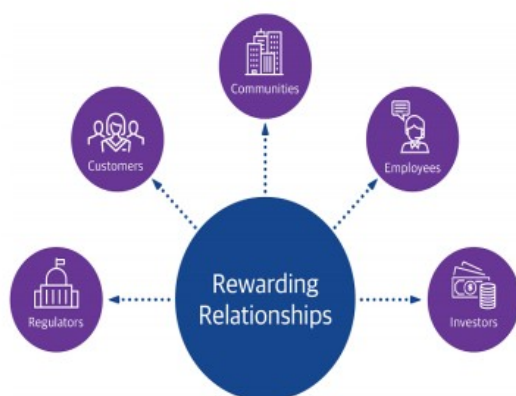 Communities
Customers
Employees
Rewarding
Relationships
Regulators
Investors